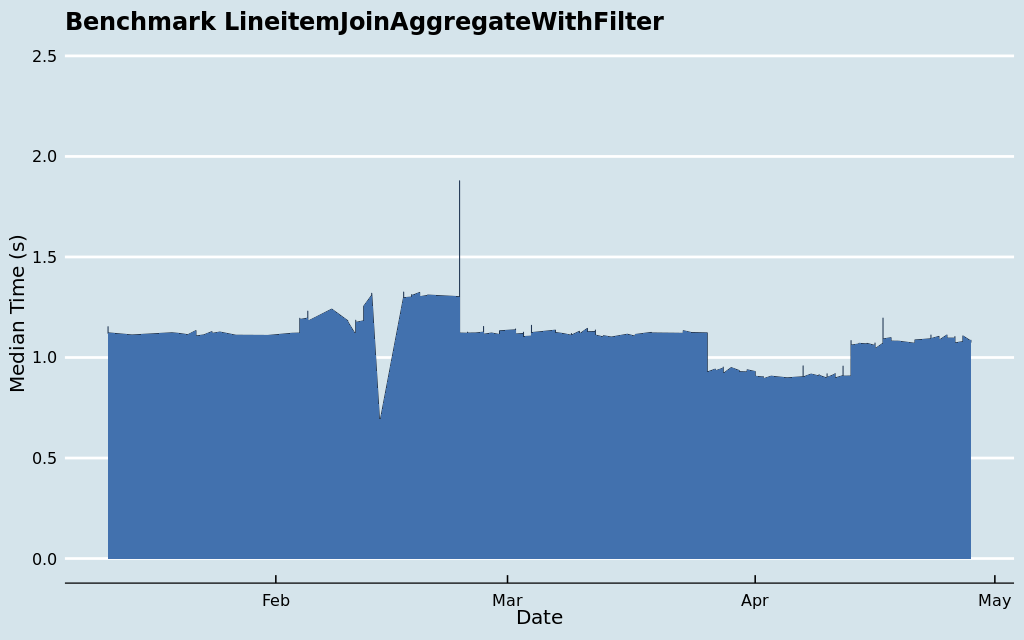 Benchmark LineitemJoinAggregateWithFilter
2.5
2.0
1.5
1.0
0.5
0.0
Median Time (s)
Feb
Mar
Apr
May
Date